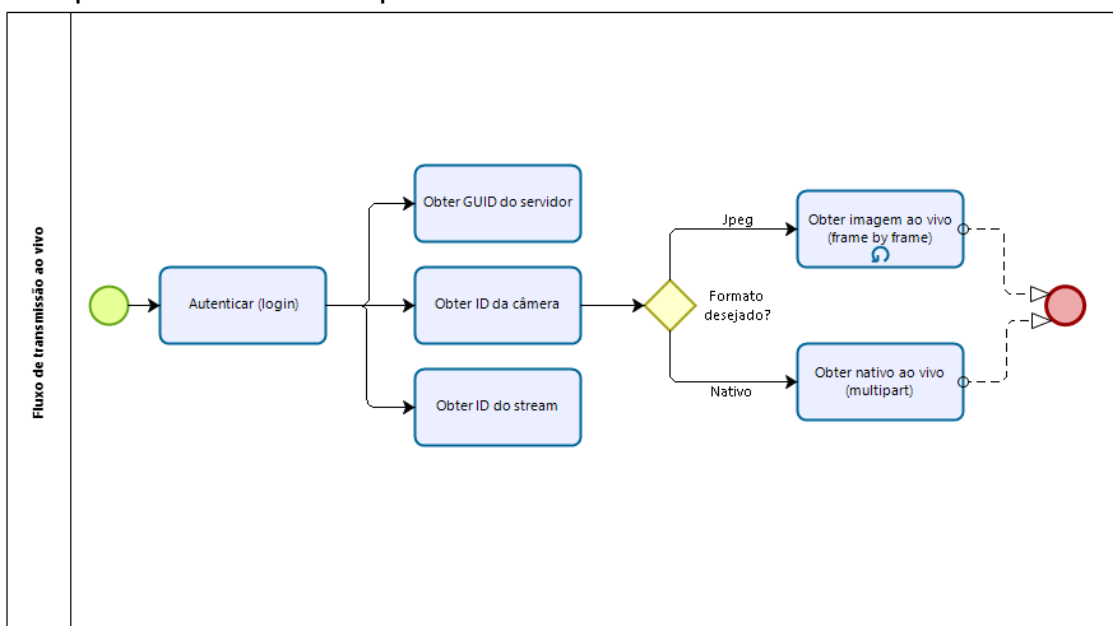 Fluxo de transmissão ao vivo
Autenticar (login)
Obter GUID do servidor
Obter ID da câmera
Obter ID do stream
Formato
desejado?
Jpeg
Nativo
Obter imagem ao vivo
(frame by frame)
Obter nativo ao vivo
(multipart)